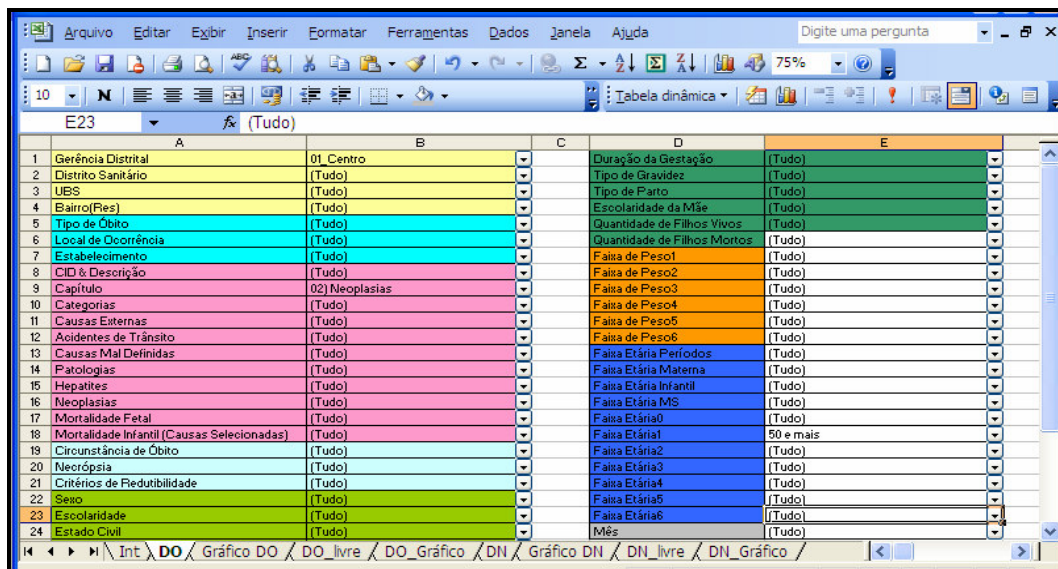 Arquivo Editar Exibir Inserir Formatar Ferramentas Dados Janela Ajuda Digite uma pergunta
75%
10 N Tabela dinâmica
E23 fx (Tudo)
A B C D E
1 Gerência Distrital 01_Centro Duração da Gestação (Tudo)
2 Distrito Sanitário (Tudo) Tipo de Gravidez (Tudo)
3 UBS (Tudo) Tipo de Parto (Tudo)
4 Bairro(Res) (Tudo) Escolaridade da Mãe (Tudo)
5 Tipo de Óbito (Tudo) Quantidade de Filhos Vivos (Tudo)
6 Local de Ocorrência (Tudo) Quantidade de Filhos Mortos (Tudo)
7 Estabelecimento (Tudo) Faixa de Peso1 (Tudo)
8 CID & Descrição (Tudo) Faixa de Peso2 (Tudo)
9 Capítulo 02) Neoplasias Faixa de Peso3 (Tudo)
10 Categorias (Tudo) Faixa de Peso4 (Tudo)
11 Causas Externas (Tudo) Faixa de Peso5 (Tudo)
12 Acidentes de Trânsito (Tudo) Faixa de Peso6 (Tudo)
13 Causas Mal Definidas (Tudo) Faixa Etária Períodos (Tudo)
14 Patologias (Tudo) Faixa Etária Materna (Tudo)
15 Hepatites (Tudo) Faixa Etária Infantil (Tudo)
16 Neoplasias (Tudo) Faixa Etária MS (Tudo)
17 Mortalidade Fetal (Tudo) Faixa Etária0 (Tudo)
18 Mortalidade Infantil (Causas Selecionadas) (Tudo) Faixa Etária1 50 e mais
19 Circunstância de Óbito (Tudo) Faixa Etária2 (Tudo)
20 Necrópsia (Tudo) Faixa Etária3 (Tudo)
21 Critérios de Redutibilidade (Tudo) Faixa Etária4 (Tudo)
22 Sexo (Tudo) Faixa Etária5 (Tudo)
23 Escolaridade (Tudo) Faixa Etária6 (Tudo)
24 Estado Civil (Tudo) Mês (Tudo)
Int DO Gráfico DO DO_livre DO_Gráfico DN Gráfico DN DN_livre DN_Gráfico